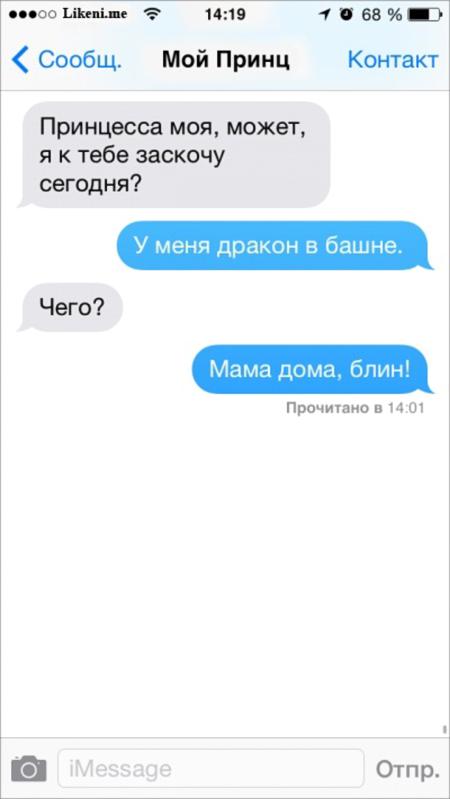 Likeni.me 14:19 68 %
Сообщ. Мой Принц Контакт
Принцесса моя, может,
я к тебе заскочу
сегодня?
У меня дракон в башне.
Чего?
Мама дома, блин!
Прочитано в 14:01
iMessage Отпр.